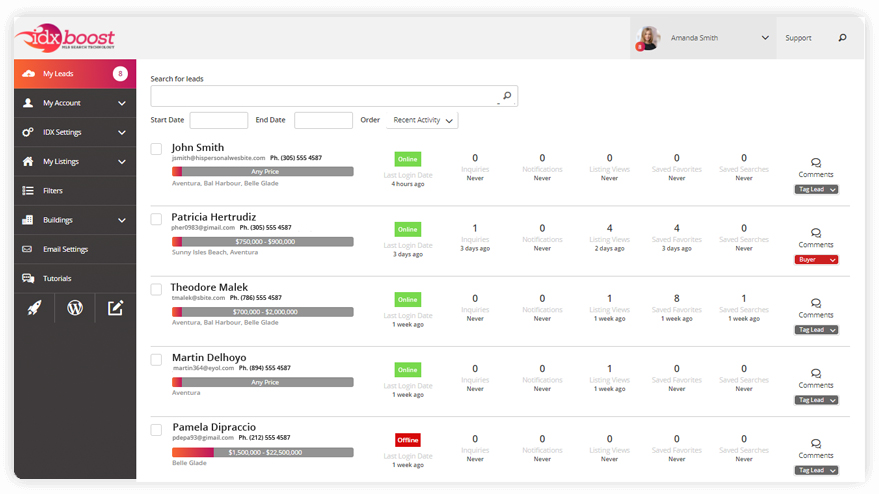 idxboost
MLS SEARCH TECHNOLOGY
8
Amanda Smith
Support
My Leads 8
My Account
IDX Settings
My Listings
Filters
Buildings
Email Settings
Tutorials
Search for leads
Start Date End Date Order Recent Activity
John Smith
jsmith@hispersonalwesbite.com Ph. (305) 555 4587
Any Price
Aventura, Bal Harbour, Belle Glade
Online
Last Login Date
4 hours ago
0
Inquiries
Never
0
Notifications
Never
0
Listing Views
Never
0
Saved Favorites
Never
0
Saved Searches
Never
Comments
Tag Lead
Patricia Hertrudiz
pher0983@gimail.com Ph. (305) 555 4587
$750,000 - $900,000
Sunny Isles Beach, Aventura
Online
Last Login Date
3 days ago
1
Inquiries
3 days ago
0
Notifications
Never
4
Listing Views
2 days ago
4
Saved Favorites
3 days ago
0
Saved Searches
Never
Comments
Buyer
Theodore Malek
tmalek@sbite.com Ph. (786) 555 4587
$700,000 - $2,000,000
Aventura, Bal Harbour, Belle Glade
Online
Last Login Date
1 week ago
0
Inquiries
Never
0
Notifications
Never
1
Listing Views
1 week ago
8
Saved Favorites
1 week ago
1
Saved Searches
1 week ago
Comments
Tag Lead
Martin Delhoyo
martin364@eyol.com Ph. (894) 555 4587
Any Price
Aventura
Online
Last Login Date
1 week ago
0
Inquiries
Never
0
Notifications
Never
1
Listing Views
1 week ago
0
Saved Favorites
Never
0
Saved Searches
Never
Comments
Tag Lead
Pamela Dipraccio
pdepa93@gimail.com Ph. (212) 555 4587
$1,500,000 - $22,500,000
Belle Glade
Offline
Last Login Date
1 week ago
0
Inquiries
Never
0
Notifications
Never
0
Listing Views
Never
0
Saved Favorites
Never
0
Saved Searches
Never
Comments
Tag Lead